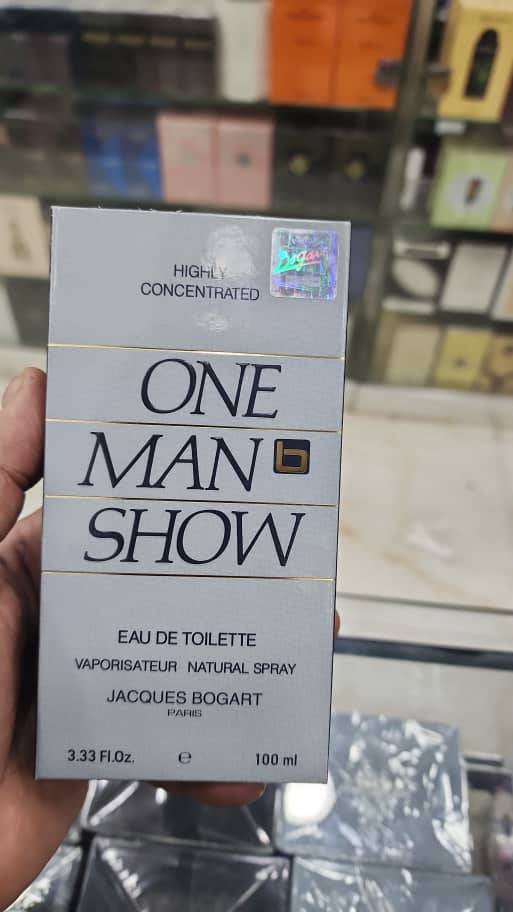 Bogart
HIGHLY
CONCENTRATED
ONE
MAN b
SHOW
EAU DE TOILETTE
VAPORISATEUR NATURAL SPRAY
JACQUES BOGART
PARIS
3.33 Fl.Oz. e 100 ml